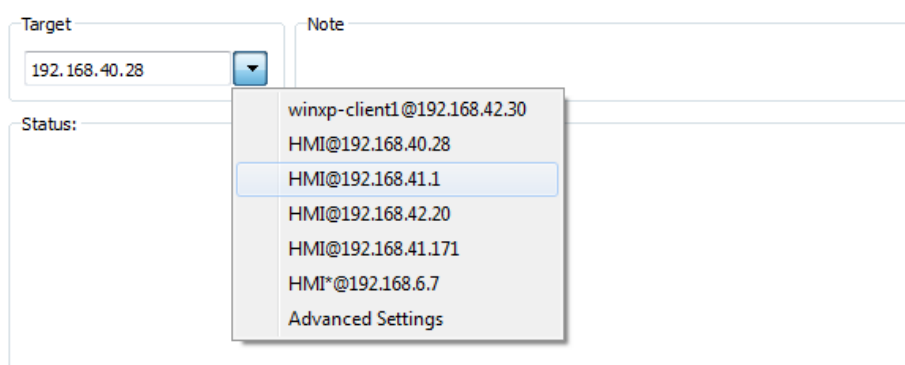 Target
Note
192.168.40.28
Status:
winxp-client1@192.168.42.30
HMI@192.168.40.28
HMI@192.168.41.1
HMI@192.168.42.20
HMI@192.168.41.171
HMI*@192.168.6.7
Advanced Settings